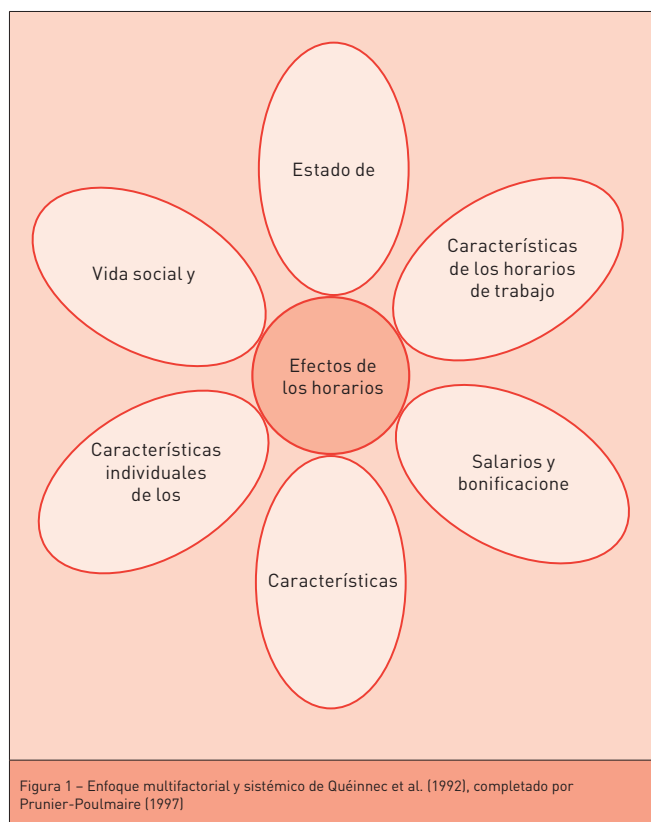 Estado de
Características
de los horarios
de trabajo
Vida social y
Efectos de
los horarios
Características
individuales
de los
Salarios y
bonificacione
Características
Figura 1 – Enfoque multifactorial y sistémico de Quéinnec et al. (1992), completado por
Prunier-Poulmaire (1997)